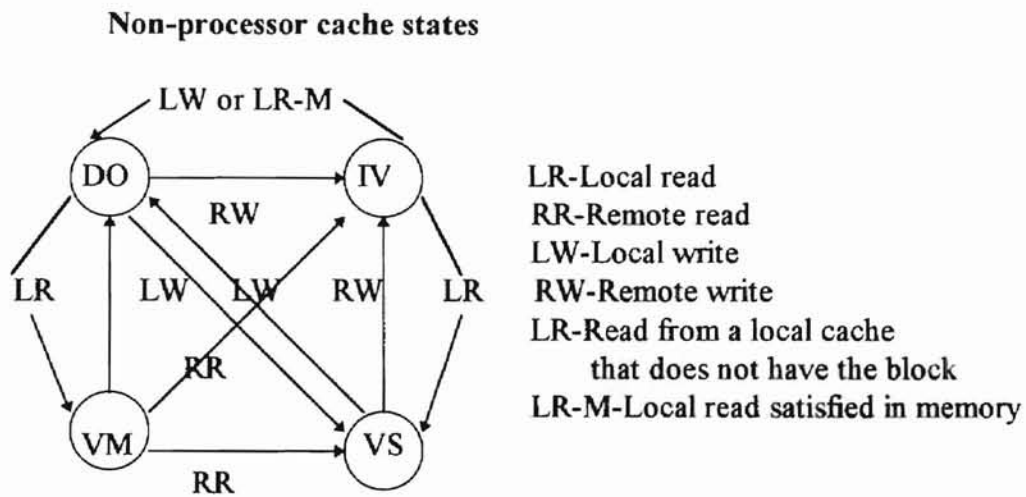 Non-processor cache states
LW or LR-M
DO
IV
RW
LR
LW
LW
RW
LR
RR
VM
VS
RR
LR-Local read
RR-Remote read
LW-Local write
RW-Remote write
LR-Read from a local cache
that does not have the block
LR-M-Local read satisfied in memory